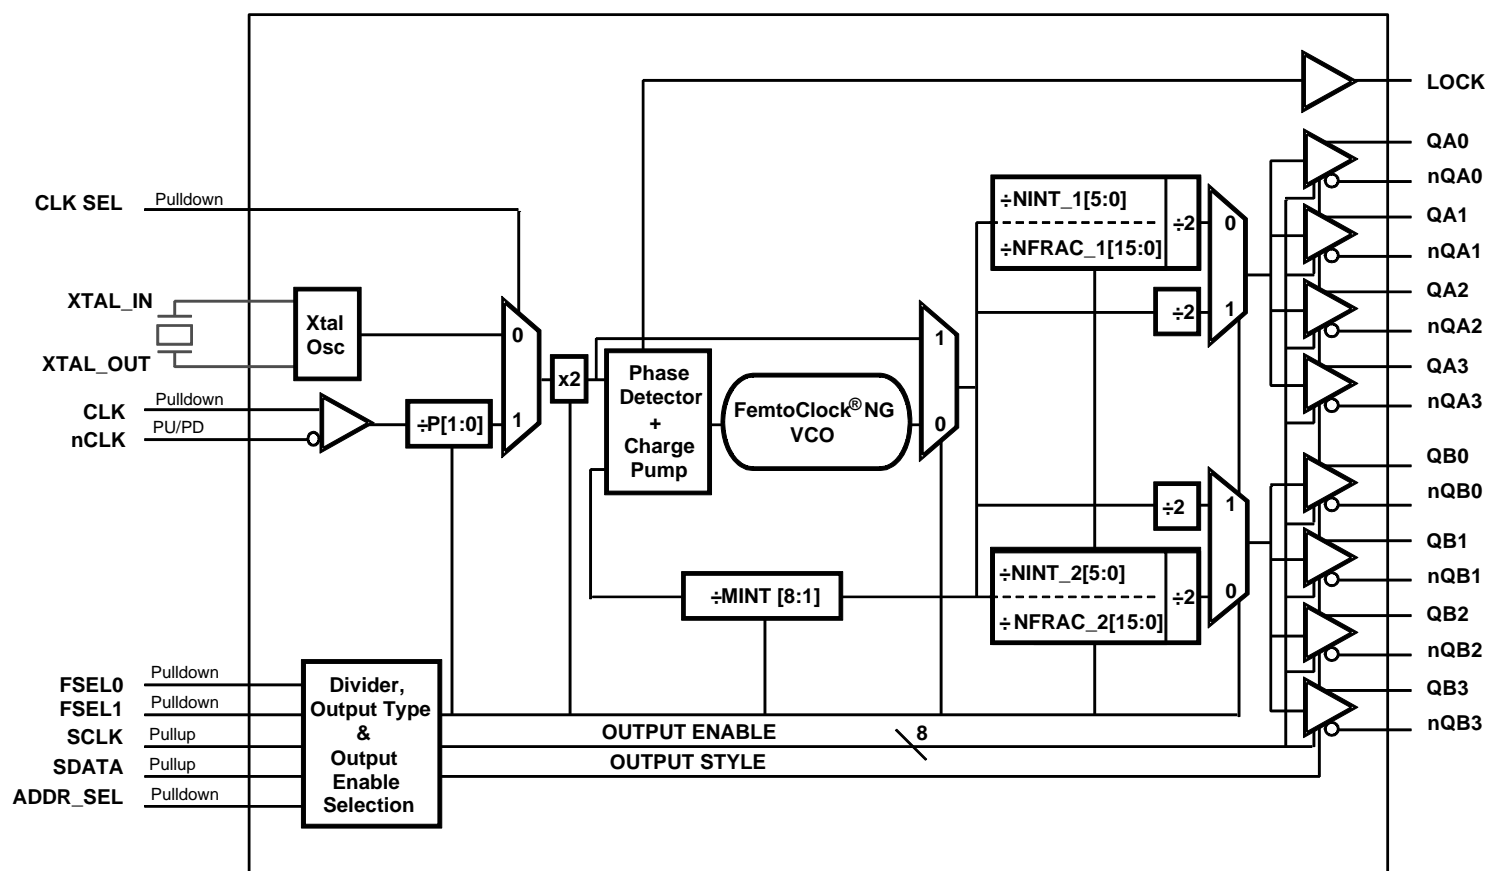 LOCK
QA0
nQA0
QA1
nQA1
QA2
nQA2
QA3
nQA3
QB0
nQB0
QB1
nQB1
QB2
nQB2
QB3
nQB3
CLK SEL
Pulldown
XTAL_IN
XTAL_OUT
Xtal
Osc
CLK
Pulldown
nCLK
PU/PD
÷P[1:0]
0
1
x2
Phase
Detector
+
Charge
Pump
FemtoClock® NG
VCO
1
0
÷NINT_1[5:0]
÷NFRAC_1[15:0]
÷2
0
÷2
1
÷2
1
÷NINT_2[5:0]
÷NFRAC_2[15:0]
÷2
0
÷MINT [8:1]
FSEL0
Pulldown
FSEL1
Pulldown
SCLK
Pullup
SDATA
Pullup
ADDR_SEL
Pulldown
Divider,
Output Type
&
Output
Enable
Selection
OUTPUT ENABLE
8
OUTPUT STYLE